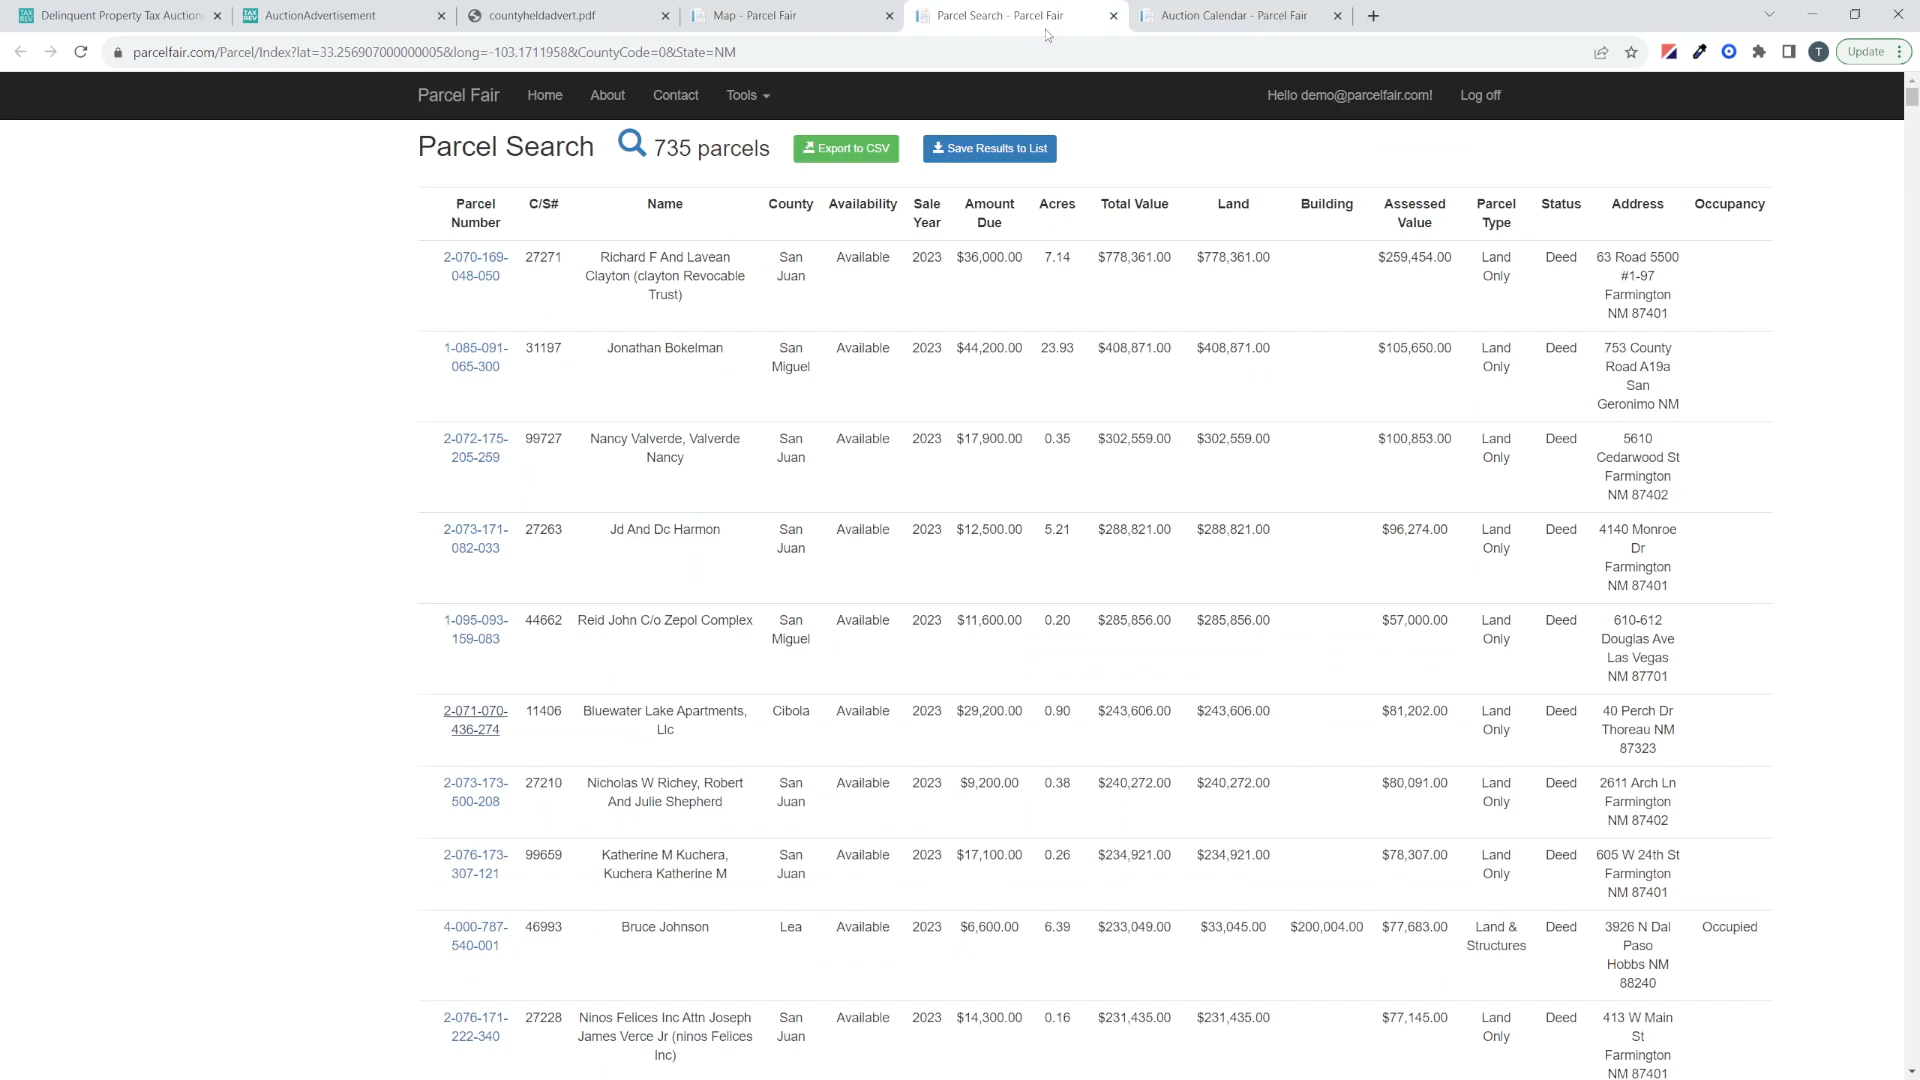 Delinquent Property Tax Auctions
AuctionAdvertisement
countyheldadvert.pdf
Map - Parcel Fair
Parcel Search - Parcel Fair
Auction Calendar - Parcel Fair
parcelfair.com/Parcel/Index?lat=33.2569070000000005&long=-103.1711958&CountyCode=0&State=NM
T
Update
Parcel Fair
Home
About
Contact
Tools
Hello demo@parcelfair.com!
Log off
Parcel Search
735 parcels
Export to CSV
Save Results to List
Parcel Number C/S# Name County Availability Sale Year Amount Due Acres Total Value Land Building Assessed Value Parcel Type Status Address Occupancy
2-070-169-048-050 27271 Richard F And Lavean Clayton (clayton Revocable Trust) San Juan Available 2023 $36,000.00 7.14 $778,361.00 $778,361.00 $259,454.00 Land Only Deed 63 Road 5500 #1-97 Farmington NM 87401
1-085-091-065-300 31197 Jonathan Bokelman San Miguel Available 2023 $44,200.00 23.93 $408,871.00 $408,871.00 $105,650.00 Land Only Deed 753 County Road A19a San Geronimo NM
2-072-175-205-259 99727 Nancy Valverde, Valverde Nancy San Juan Available 2023 $17,900.00 0.35 $302,559.00 $302,559.00 $100,853.00 Land Only Deed 5610 Cedarwood St Farmington NM 87402
2-073-171-082-033 27263 Jd And Dc Harmon San Juan Available 2023 $12,500.00 5.21 $288,821.00 $288,821.00 $96,274.00 Land Only Deed 4140 Monroe Dr Farmington NM 87401
1-095-093-159-083 44662 Reid John C/o Zepol Complex San Miguel Available 2023 $11,600.00 0.20 $285,856.00 $285,856.00 $57,000.00 Land Only Deed 610-612 Douglas Ave Las Vegas NM 87701
2-071-070-436-274 11406 Bluewater Lake Apartments, Llc Cibola Available 2023 $29,200.00 0.90 $243,606.00 $243,606.00 $81,202.00 Land Only Deed 40 Perch Dr Thoreau NM 87323
2-073-173-500-208 27210 Nicholas W Richey, Robert And Julie Shepherd San Juan Available 2023 $9,200.00 0.38 $240,272.00 $240,272.00 $80,091.00 Land Only Deed 2611 Arch Ln Farmington NM 87402
2-076-173-307-121 99659 Katherine M Kuchera, Kuchera Katherine M San Juan Available 2023 $17,100.00 0.26 $234,921.00 $234,921.00 $78,307.00 Land Only Deed 605 W 24th St Farmington NM 87401
4-000-787-540-001 46993 Bruce Johnson Lea Available 2023 $6,600.00 6.39 $233,049.00 $33,045.00 $200,004.00 $77,683.00 Land & Structures Deed 3926 N Dal Paso Hobbs NM 88240 Occupied
2-076-171-222-340 27228 Ninos Felices Inc Attn Joseph James Verce Jr (ninos Felices Inc) San Juan Available 2023 $14,300.00 0.16 $231,435.00 $231,435.00 $77,145.00 Land Only Deed 413 W Main St Farmington NM 87401